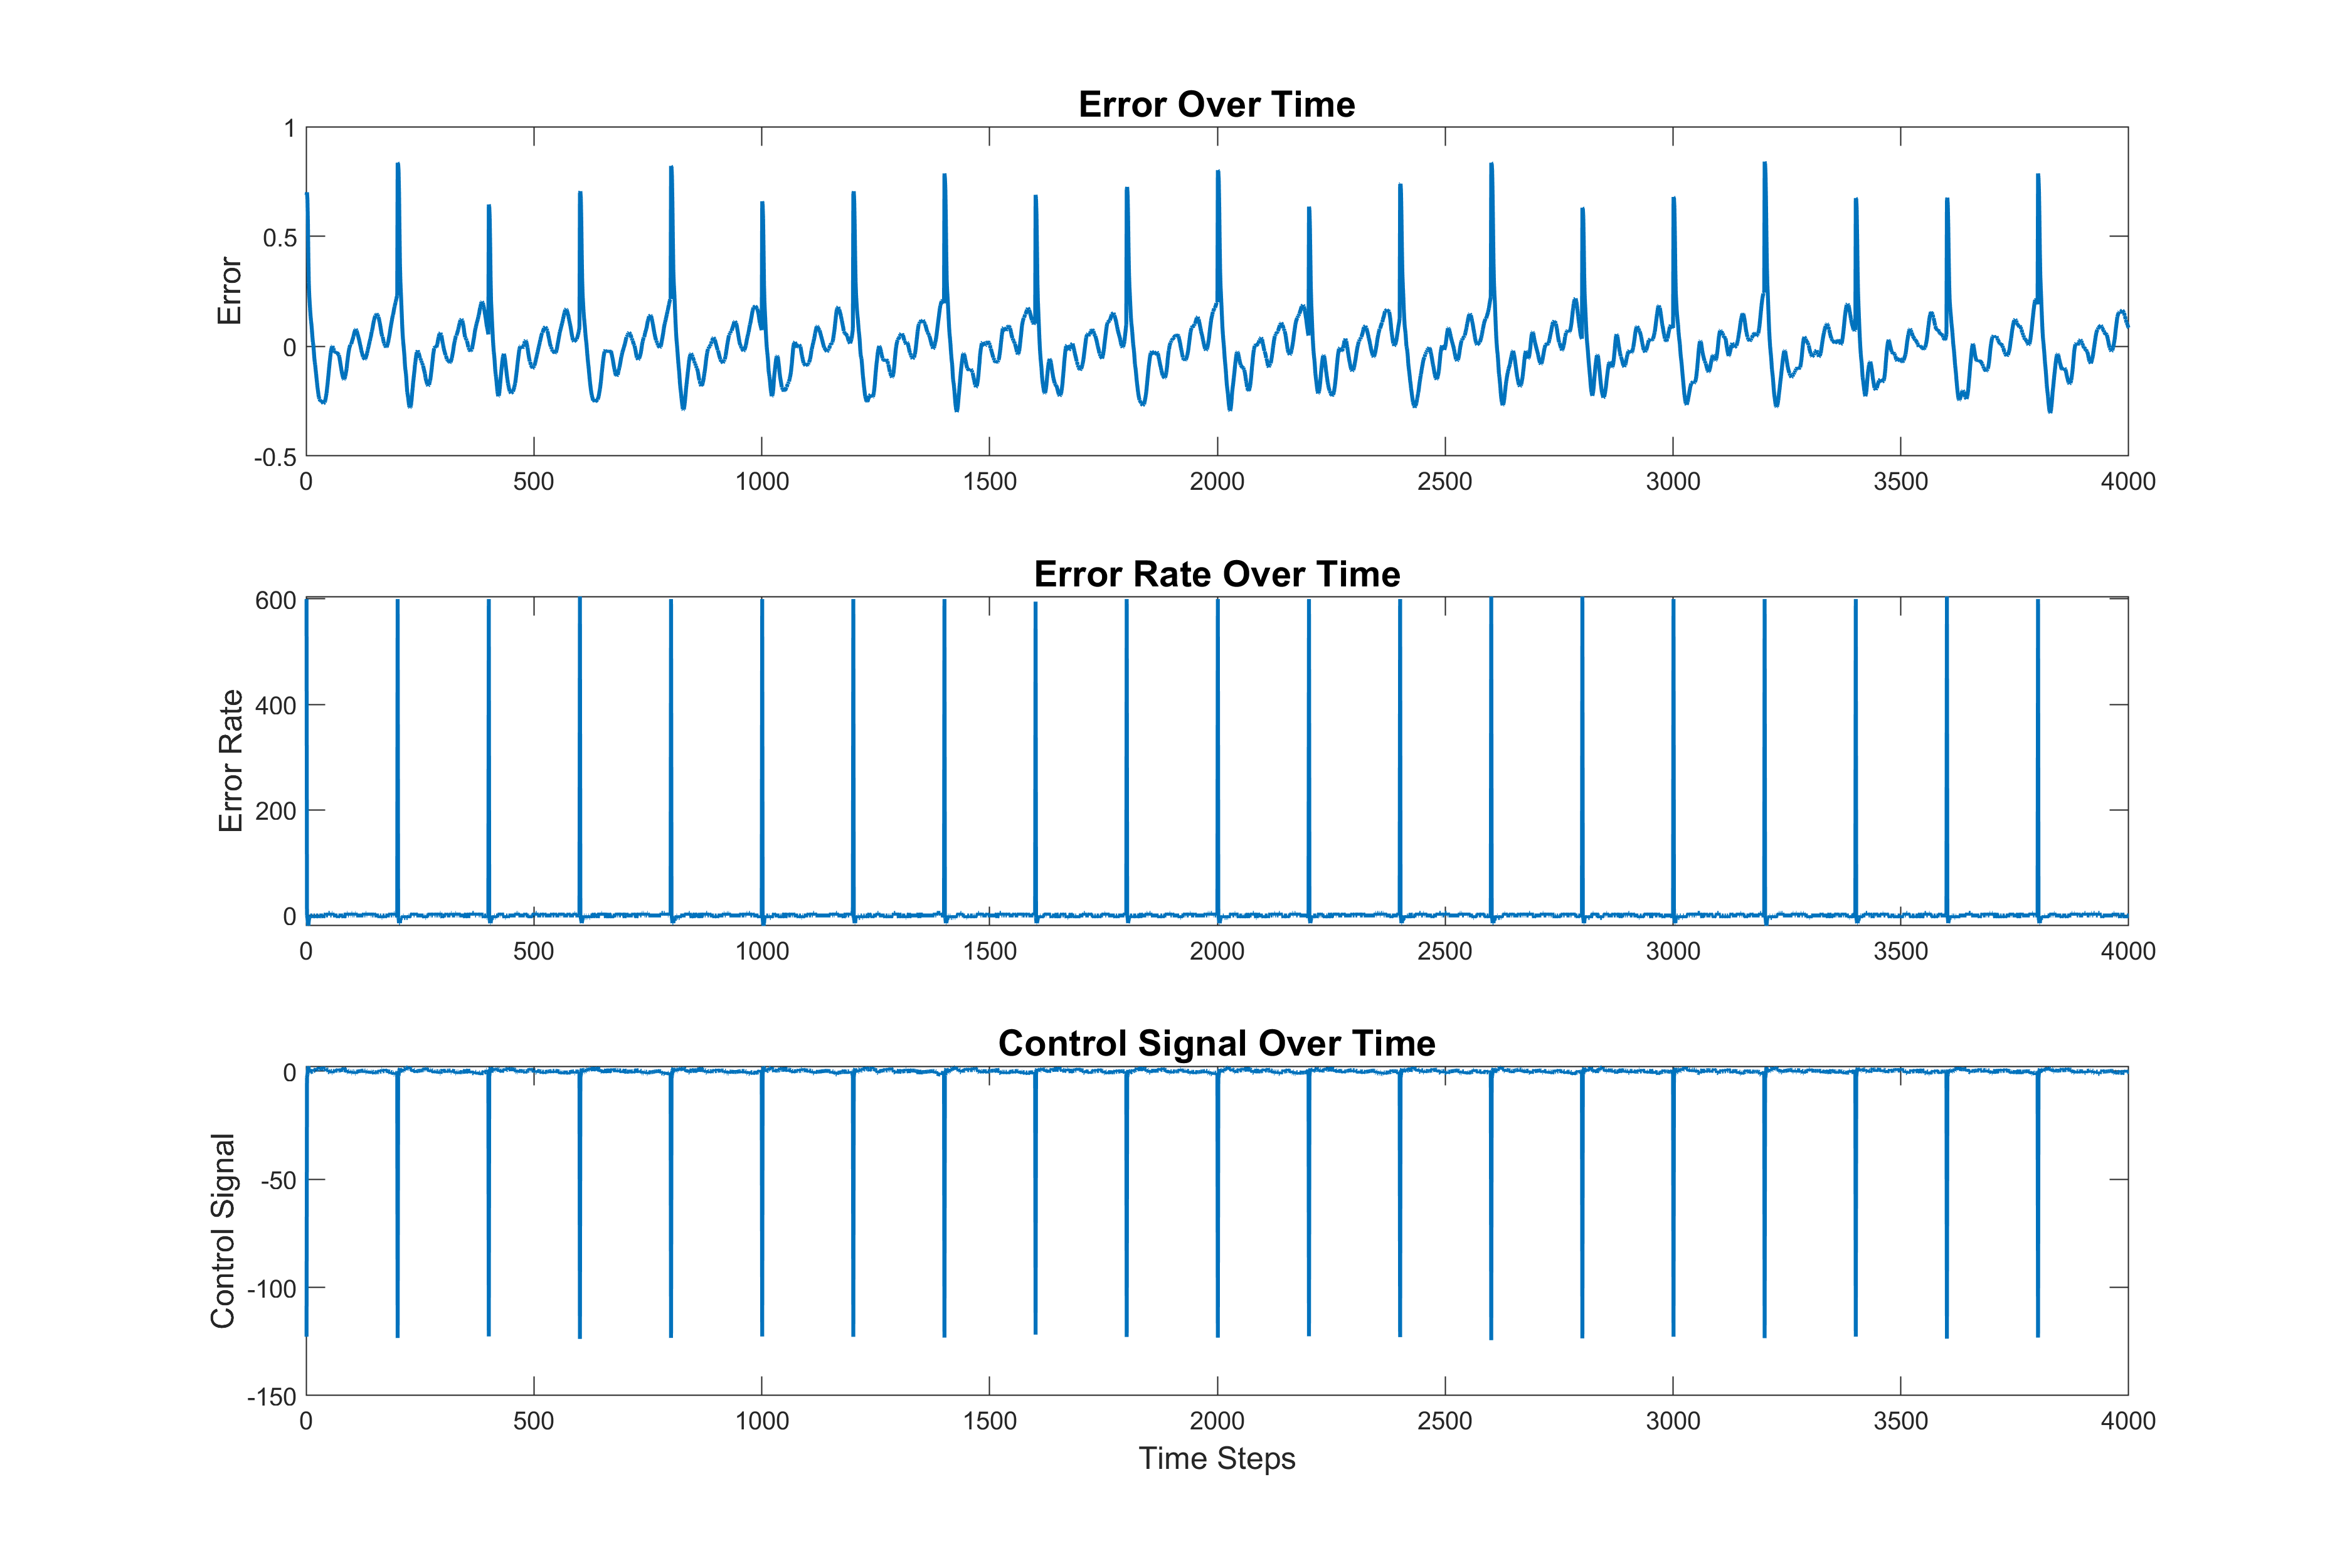 Error Over Time
1
0.5
0
-0.5
Error
0 500 1000 1500 2000 2500 3000 3500 4000
Error Rate Over Time
600
400
200
0
Error Rate
0 500 1000 1500 2000 2500 3000 3500 4000
Control Signal Over Time
0
-50
-100
-150
Control Signal
0 500 1000 1500 2000 2500 3000 3500 4000
Time Steps